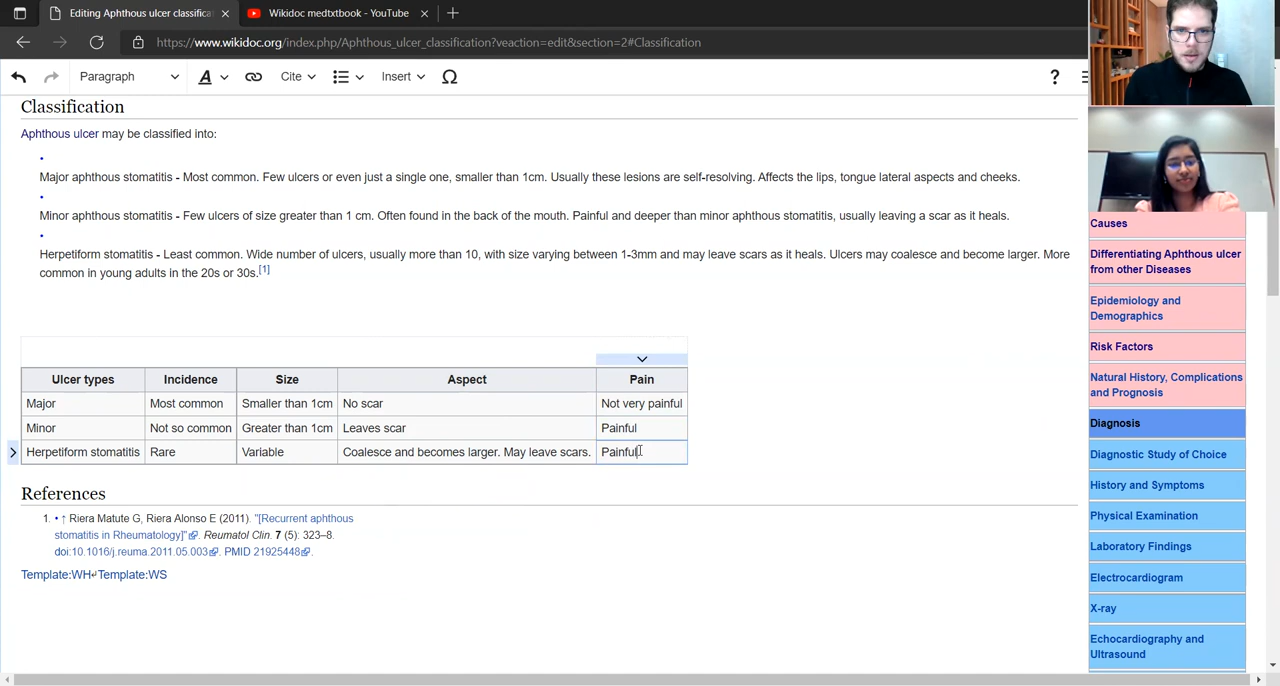 Editing Aphthous ulcer classifica
Wikidoc medtxtbook - YouTube
https://www.wikidoc.org/index.php/Aphthous_ulcer_classification?veaction=edit&section=2#Classification
Paragraph
A
Cite
Insert
Ω
?
Classification
Aphthous ulcer may be classified into:
•
Major aphthous stomatitis - Most common. Few ulcers or even just a single one, smaller than 1cm. Usually these lesions are self-resolving. Affects the lips, tongue lateral aspects and cheeks.
•
Minor aphthous stomatitis - Few ulcers of size greater than 1 cm. Often found in the back of the mouth. Painful and deeper than minor aphthous stomatitis, usually leaving a scar as it heals.
•
Herpetiform stomatitis - Least common. Wide number of ulcers, usually more than 10, with size varying between 1-3mm and may leave scars as it heals. Ulcers may coalesce and become larger. More
common in young adults in the 20s or 30s.[1]
Ulcer types Incidence Size Aspect Pain
Major Most common Smaller than 1cm No scar Not very painful
Minor Not so common Greater than 1cm Leaves scar Painful
Herpetiform stomatitis Rare Variable Coalesce and becomes larger. May leave scars. Painful
References
1. • ↑ Riera Matute G, Riera Alonso E (2011). "[Recurrent aphthous
stomatitis in Rheumatology]". Reumatol Clin. 7 (5): 323–8.
doi:10.1016/j.reuma.2011.05.003. PMID 21925448.
Template:WH↵Template:WS
Causes
Differentiating Aphthous ulcer
from other Diseases
Epidemiology and
Demographics
Risk Factors
Natural History, Complications
and Prognosis
Diagnosis
Diagnostic Study of Choice
History and Symptoms
Physical Examination
Laboratory Findings
Electrocardiogram
X-ray
Echocardiography and
Ultrasound